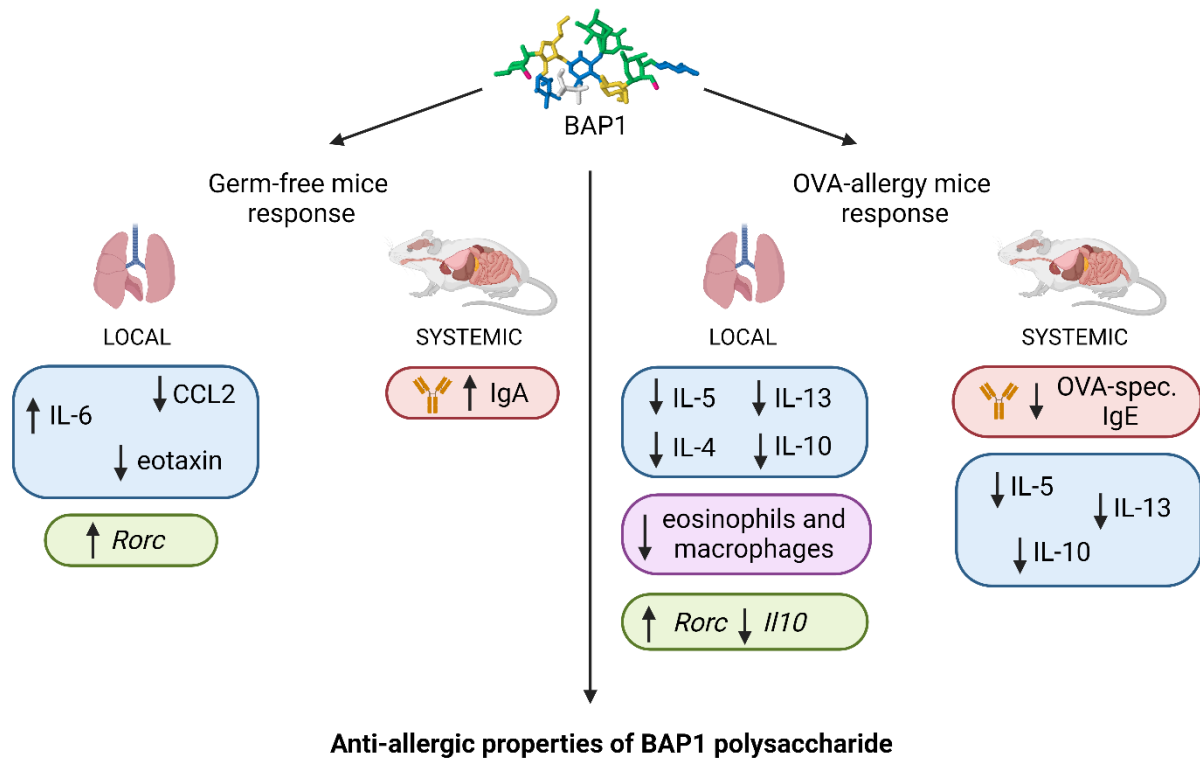 BAP1
Germ-free mice
response
LOCAL
↑ IL-6
↓ CCL2
↓ eotaxin
↑ Rorc
SYSTEMIC
↑ IgA
OVA-allergy mice
response
LOCAL
↓ IL-5 ↓ IL-13
↓ IL-4 ↓ IL-10
↓ eosinophils and
macrophages
↑ Rorc ↓ Il10
SYSTEMIC
↓ OVA-spec.
IgE
↓ IL-5
↓ IL-13
↓ IL-10
Anti-allergic properties of BAP1 polysaccharide